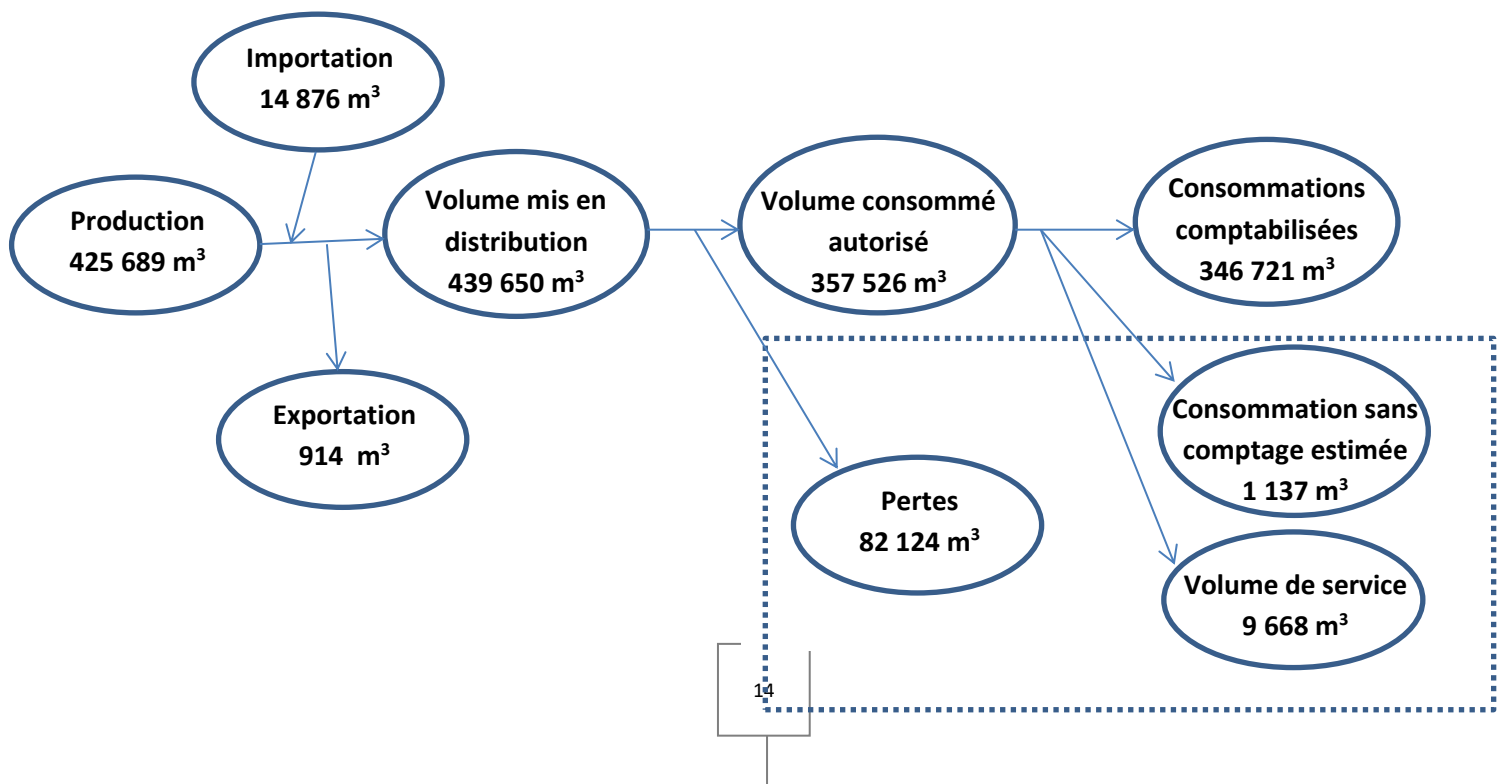 Importation
14 876 m³
Production
425 689 m³
Volume mis en
distribution
439 650 m³
Exportation
914 m³
Volume consommé
autorisé
357 526 m³
Consommations
comptabilisées
346 721 m³
Pertes
82 124 m³
Consommation sans
comptage estimée
1 137 m³
Volume de service
9 668 m³
14